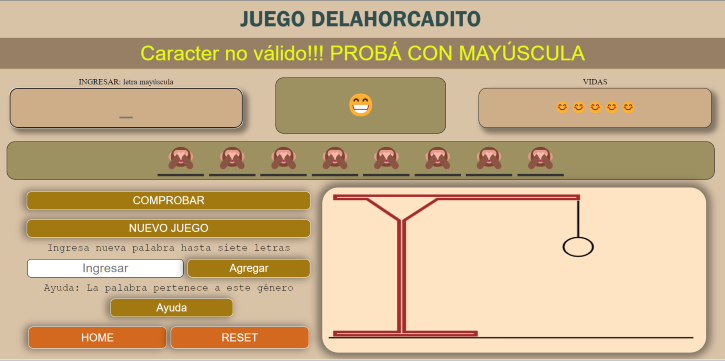 JUEGO DELAHORCADITO
Caracter no válido!!! PROBÁ CON MAYÚSCULA
INGRESAR: letra mayúscula
VIDAS
_
COMPROBAR
NUEVO JUEGO
Ingresa nueva palabra hasta siete letras
Ingresar
Agregar
Ayuda: La palabra pertenece a este género
Ayuda
HOME
RESET